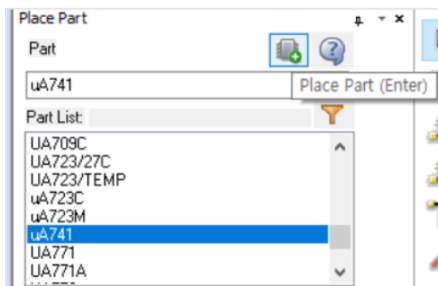 Place Part
Part
uA741
Place Part (Enter)
Part List:
UA709C
UA723/27C
UA723/TEMP
uA723C
uA723M
uA741
UA771
UA771A